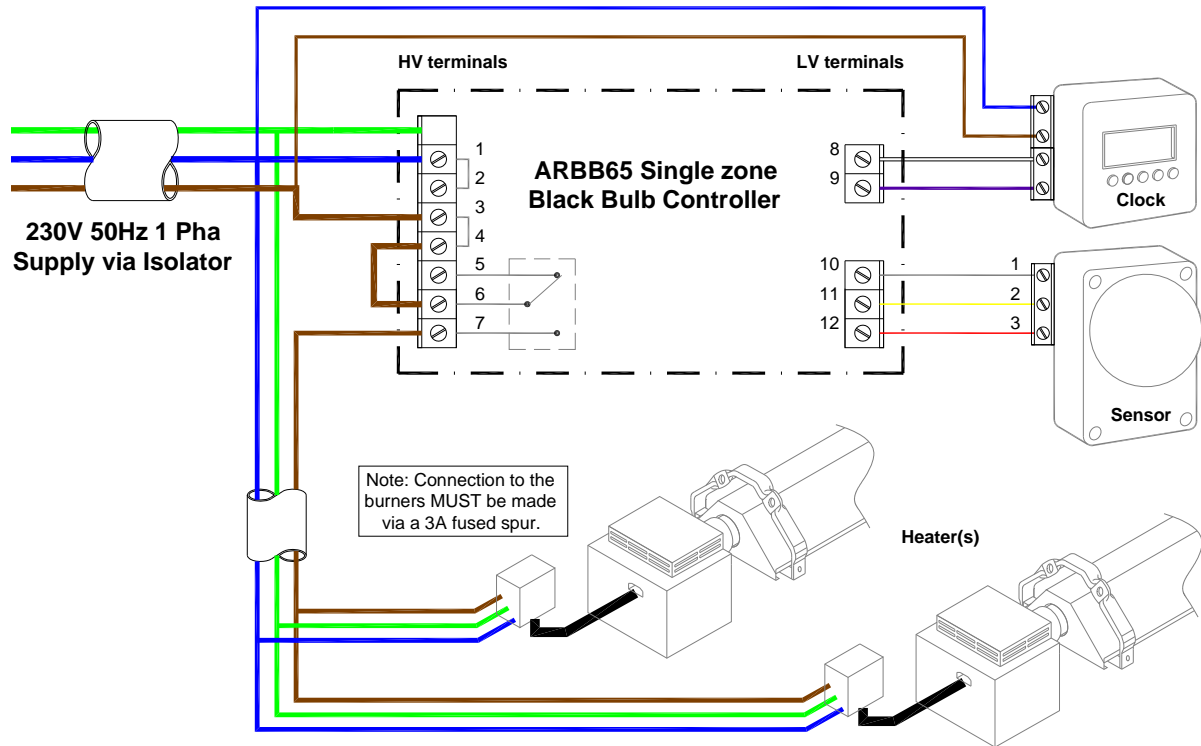 HV terminals
LV terminals
1
2
3
4
5
6
7
ARBB65 Single zone
Black Bulb Controller
8
9
10
11
12
Clock
1
2
3
Sensor
230V 50Hz 1 Pha
Supply via Isolator
Note: Connection to the
burners MUST be made
via a 3A fused spur.
Heater(s)